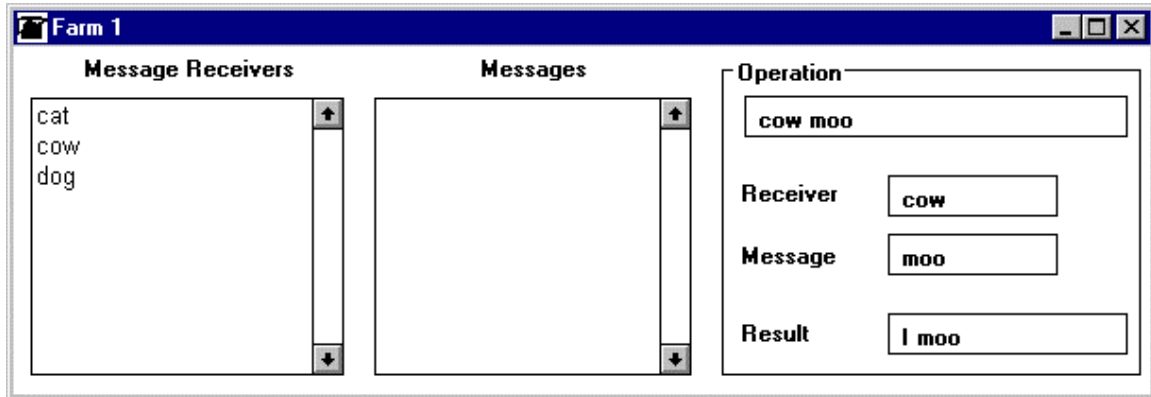 Farm 1
Message Receivers
cat
cow
dog
Messages
Operation
cow moo
Receiver
cow
Message
moo
Result
I moo